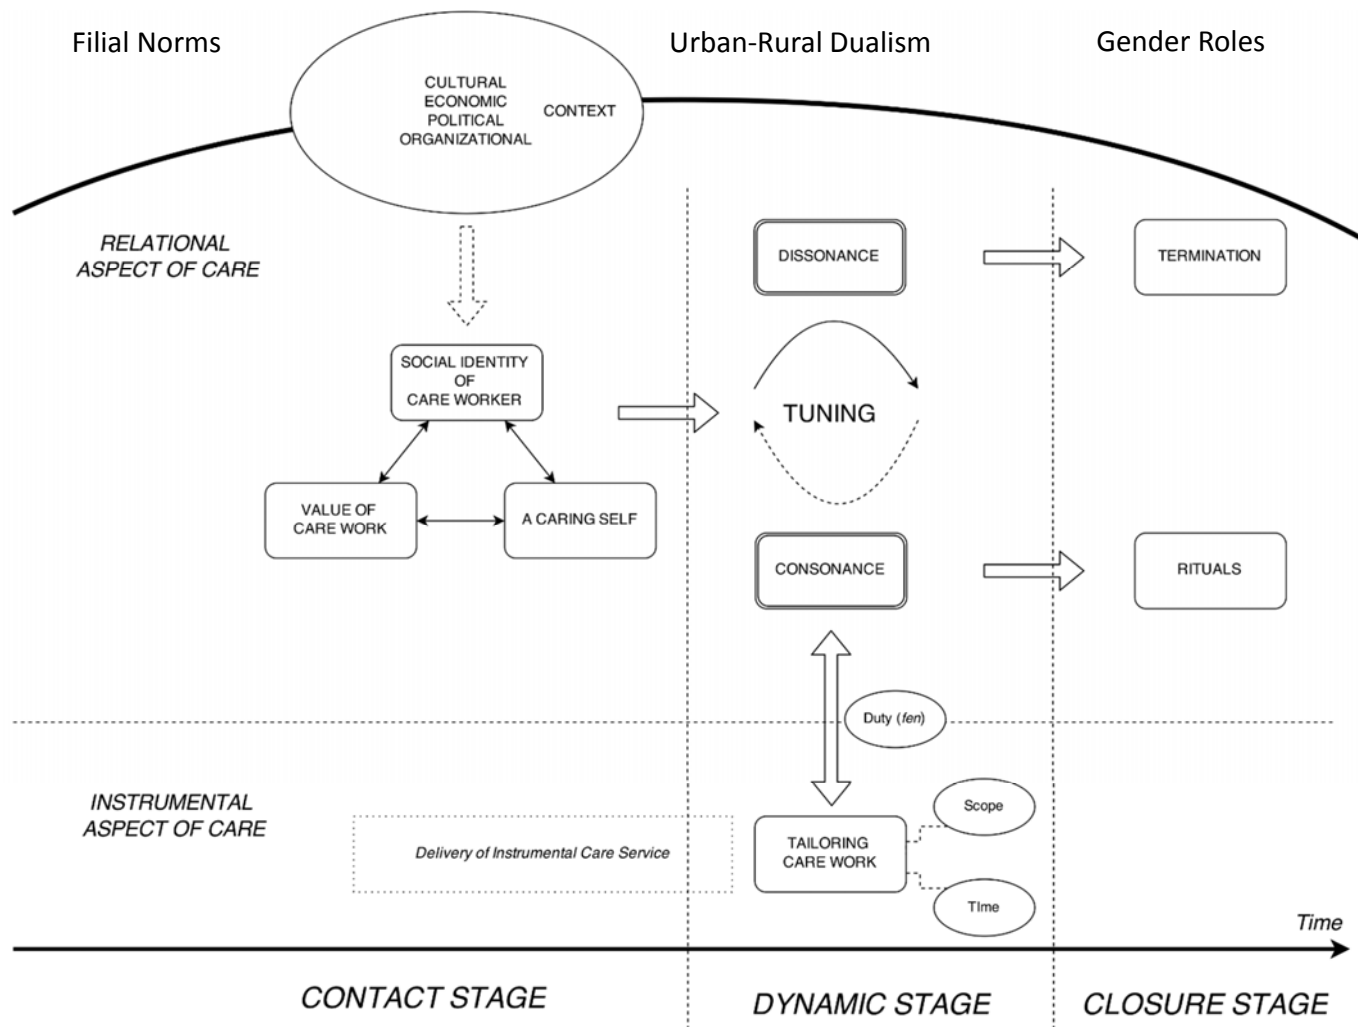 Filial Norms
Urban-Rural Dualism
Gender Roles
CULTURAL
ECONOMIC
POLITICAL
ORGANIZATIONAL
CONTEXT
RELATIONAL
ASPECT OF CARE
DISSONANCE
TERMINATION
SOCIAL IDENTITY
OF
CARE WORKER
TUNING
VALUE OF
CARE WORK
A CARING SELF
CONSONANCE
RITUALS
Duty (fen)
INSTRUMENTAL
ASPECT OF CARE
Delivery of Instrumental Care Service
TAILORING
CARE WORK
Scope
TIme
Time
CONTACT STAGE
DYNAMIC STAGE
CLOSURE STAGE